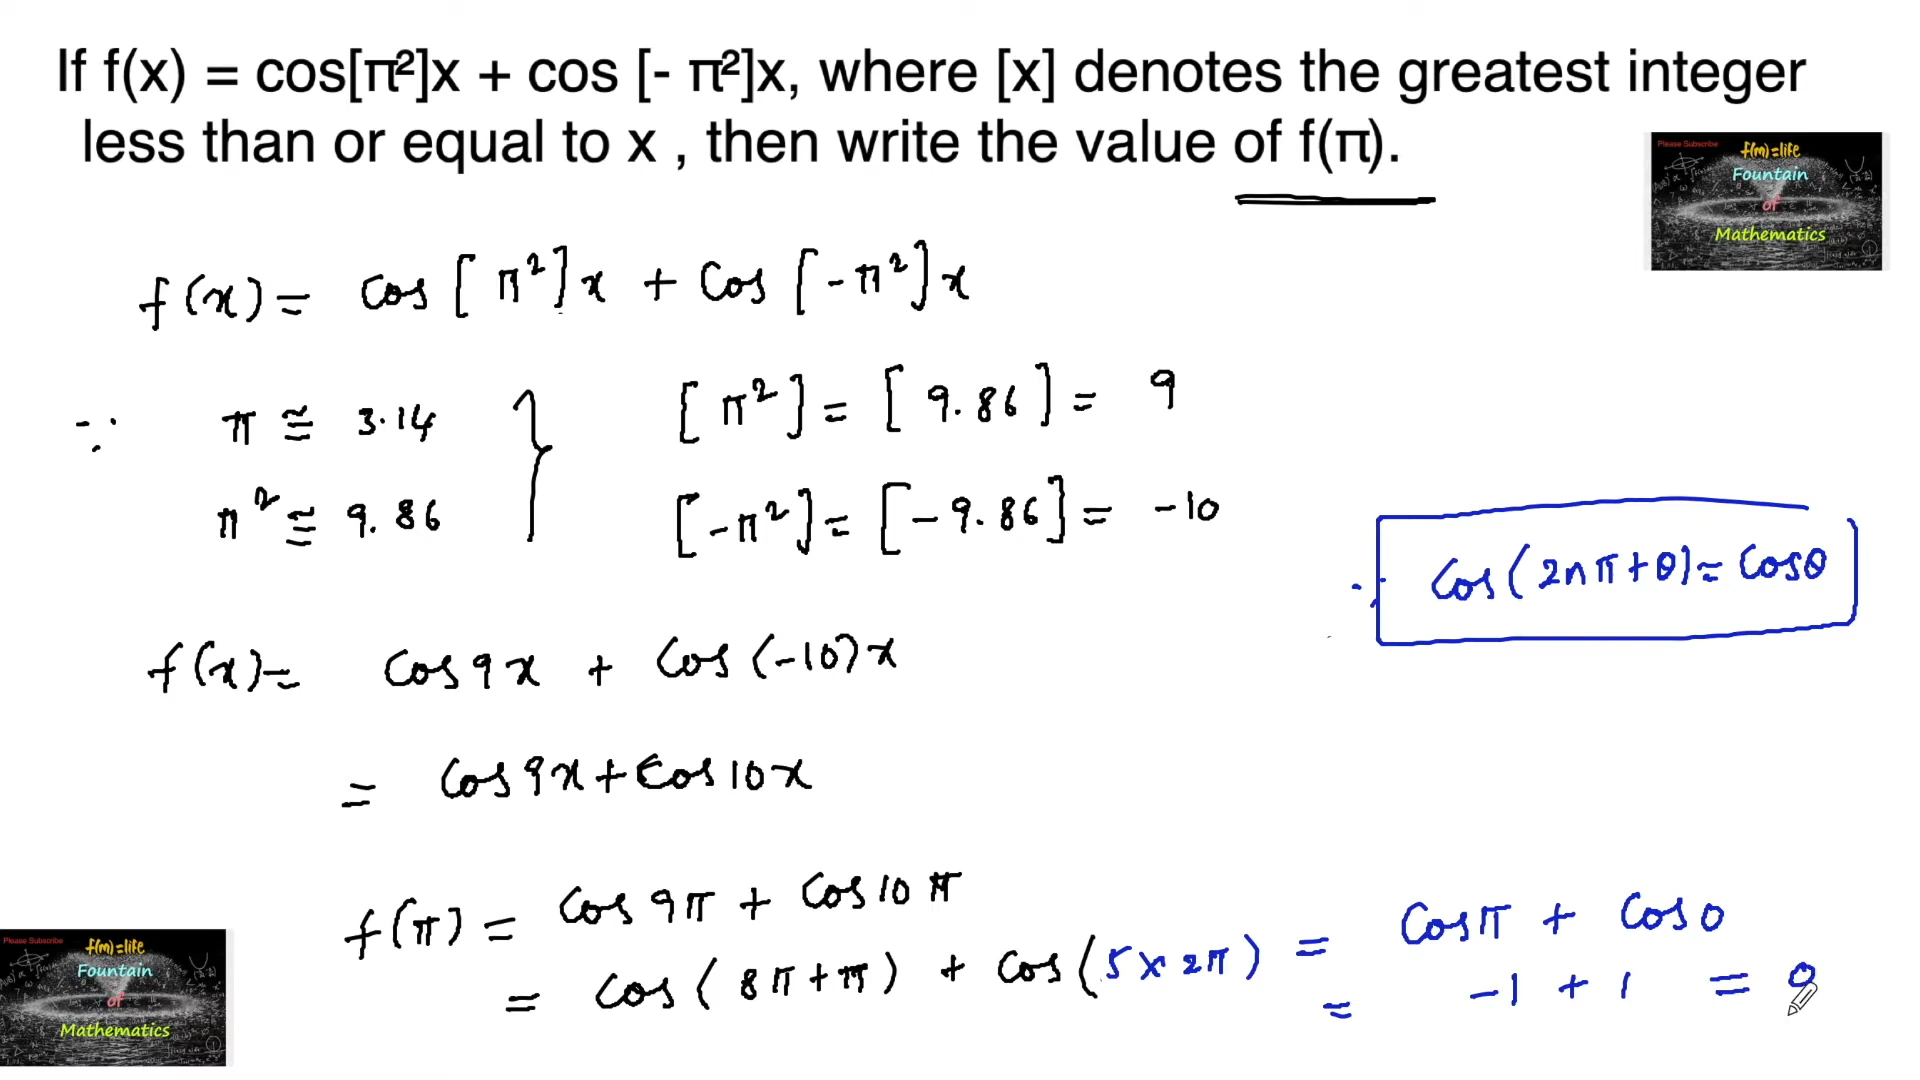 If f(x) = cos[π²]x + cos [- π²]x, where [x] denotes the greatest integer
less than or equal to x , then write the value of f(π).
Please Subscribe
f(m)=life
Fountain
of
Mathematics
f(x) = cos [π²]x + cos [-π²]x
∵ π ≅ 3.14
π² ≅ 9.86
[π²] = [9.86] = 9
[-π²] = [-9.86] = -10
∵ cos(2nπ+θ) = cosθ
f(x) = cos 9x + cos (-10)x
= cos 9x + cos 10x
f(π) = cos 9π + cos 10π
= cos (8π+π) + cos (5×2π) = cosπ + cos 0
= -1 + 1 = 0
Please Subscribe
f(m)=life
Fountain
of
Mathematics